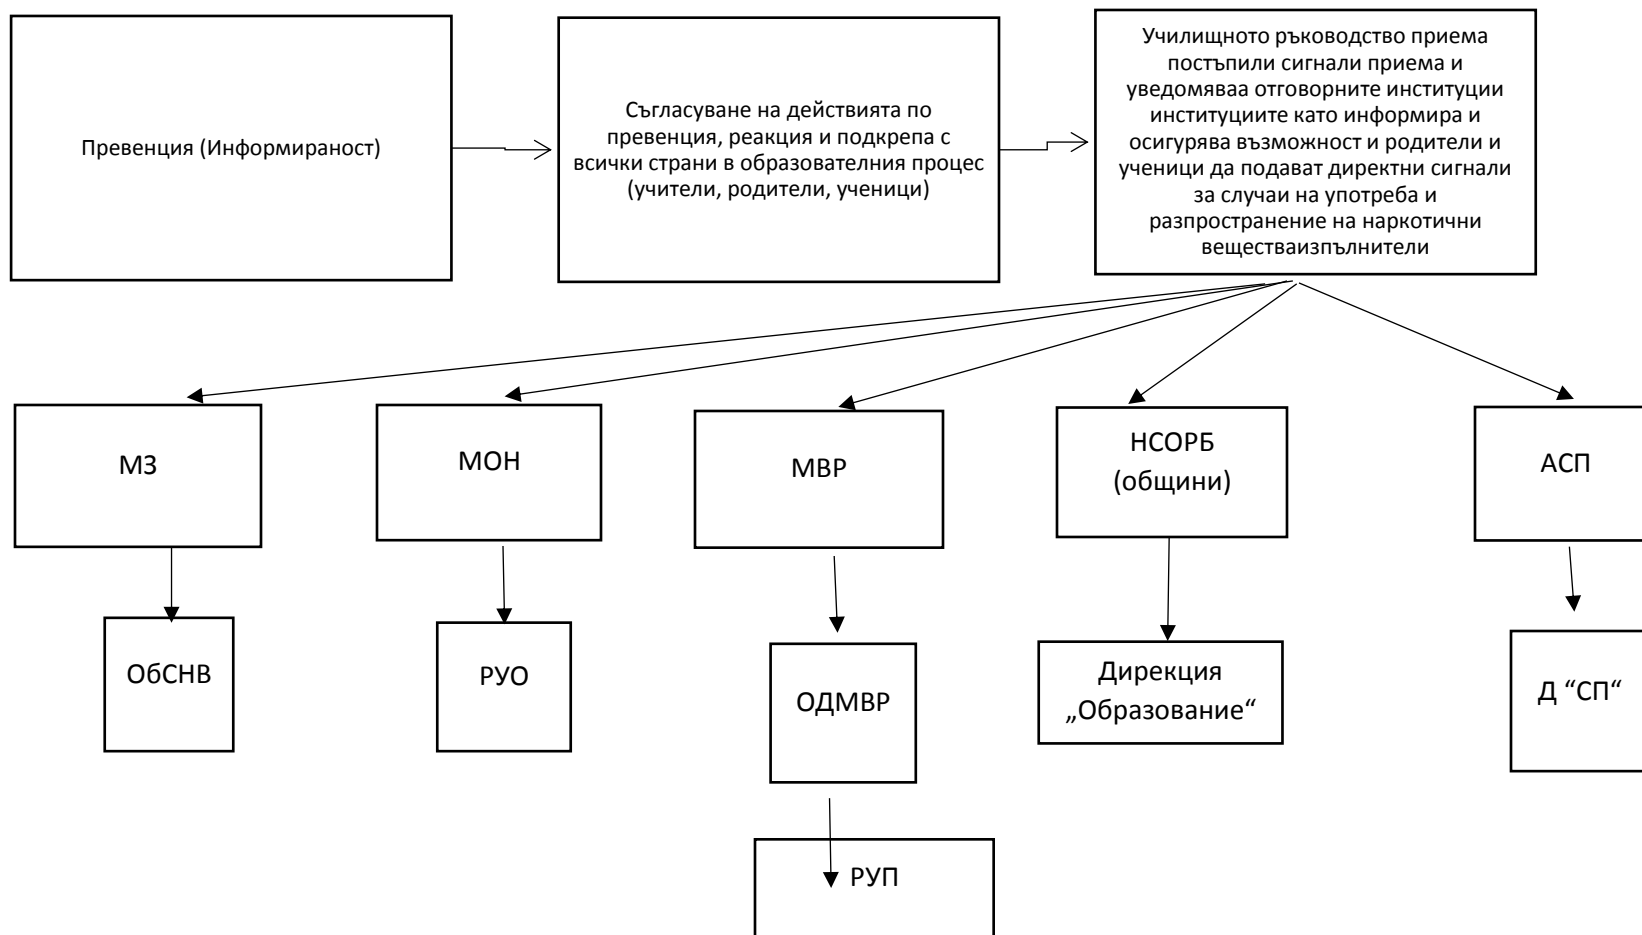 Превенция (Информираност)
Съгласуване на действията по
превенция, реакция и подкрепа с
всички страни в образователния процес
(учители, родители, ученици)
Училищното ръководство приема
постъпили сигнали приема и
уведомяваа отговорните институции
институциите като информира и
осигурява възможност и родители и
ученици да подават директни сигнали
за случаи на употреба и
разпространение на наркотични
веществаизпълнители
МЗ
МОН
МВР
НСОРБ
(общини)
АСП
ОбСНВ
РУО
ОДМВР
Дирекция
„Образование“
Д “СП“
РУП